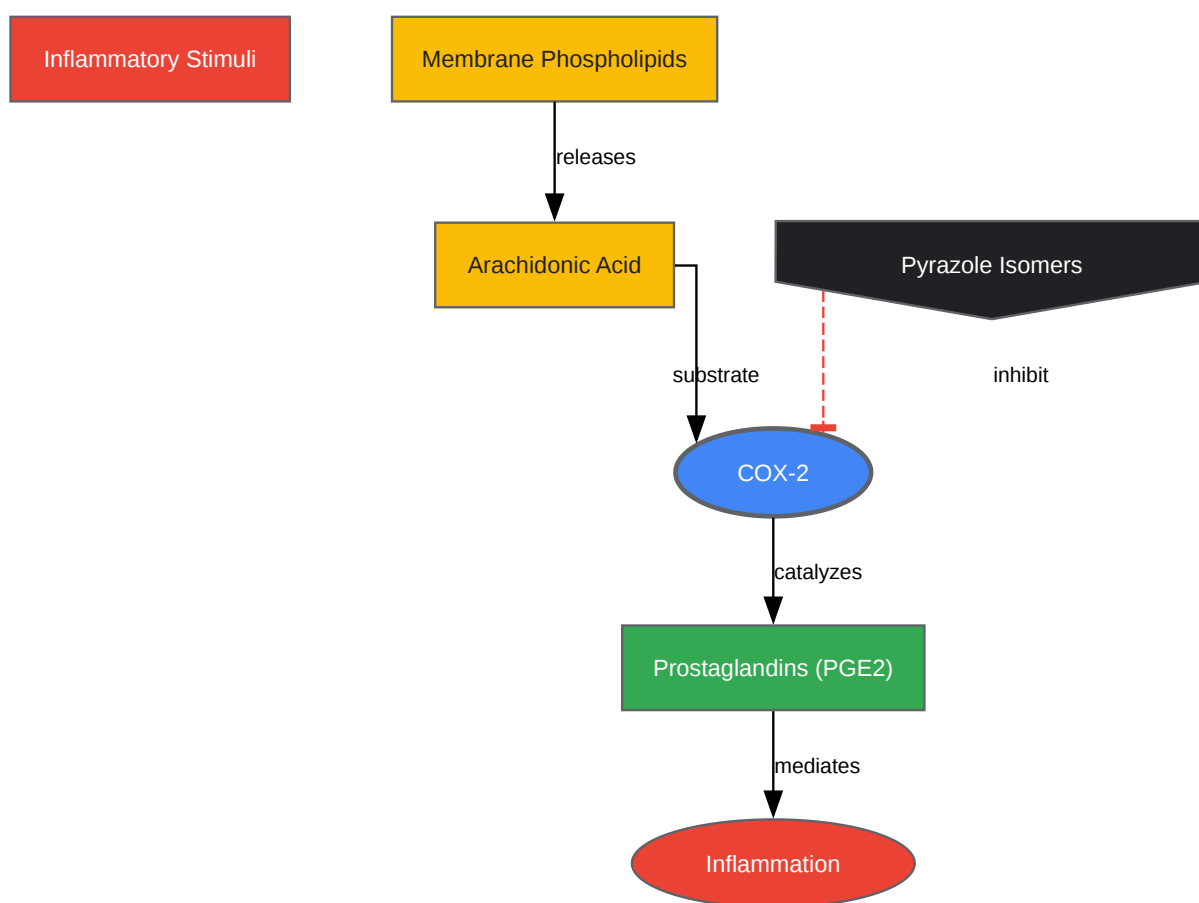 Inflammatory Stimuli
Membrane Phospholipids
releases
Arachidonic Acid
Pyrazole Isomers
substrate
inhibit
COX-2
catalyzes
Prostaglandins (PGE2)
mediates
Inflammation